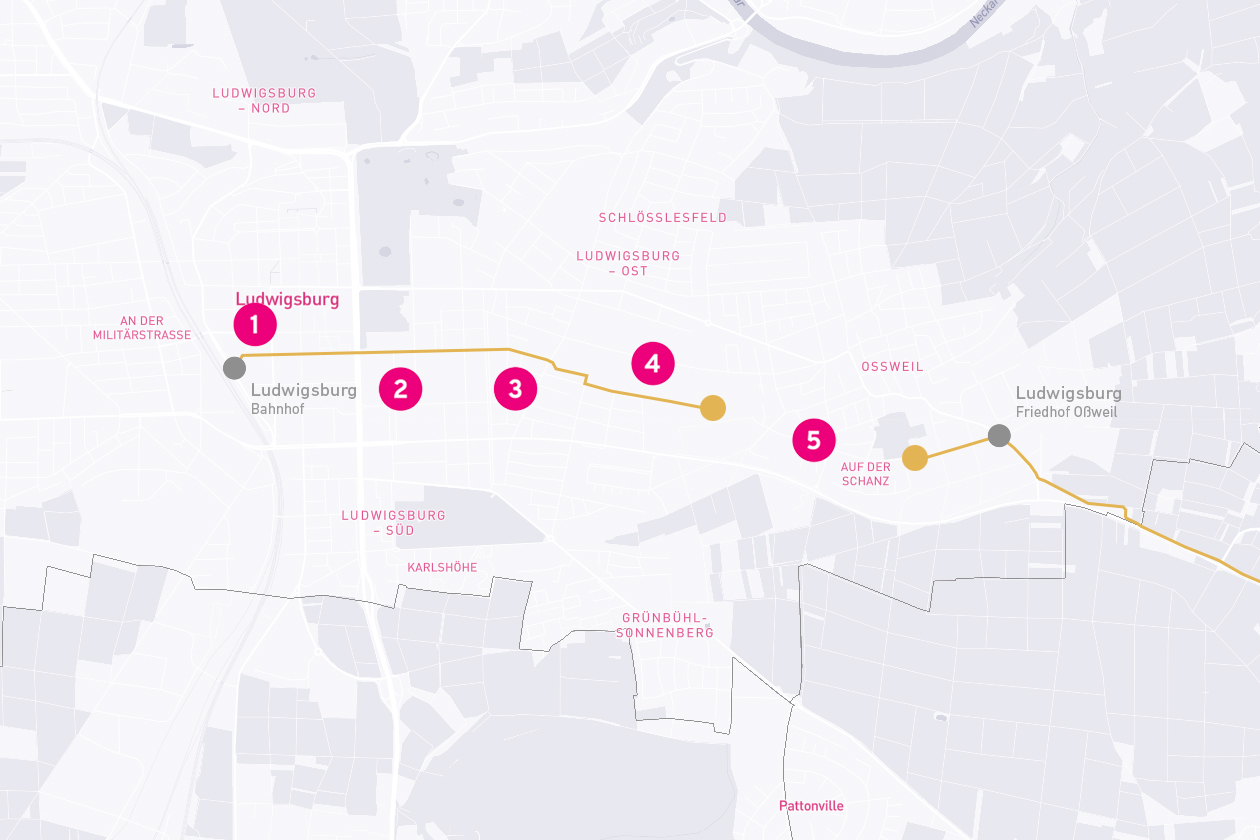 Neckar
LUDWIGSBURG
– NORD
SCHLÖSSLESFELD
LUDWIGSBURG
– OST
Ludwigsburg
AN DER
MILITÄRSTRASSE
1
4
OSSWEIL
Ludwigsburg
Bahnhof
2
3
Ludwigsburg
Friedhof Oßweil
5
AUF DER
SCHANZ
LUDWIGSBURG
– SÜD
KARLSHÖHE
GRÜNBÜHL-
SONNENBERG
Pattonville